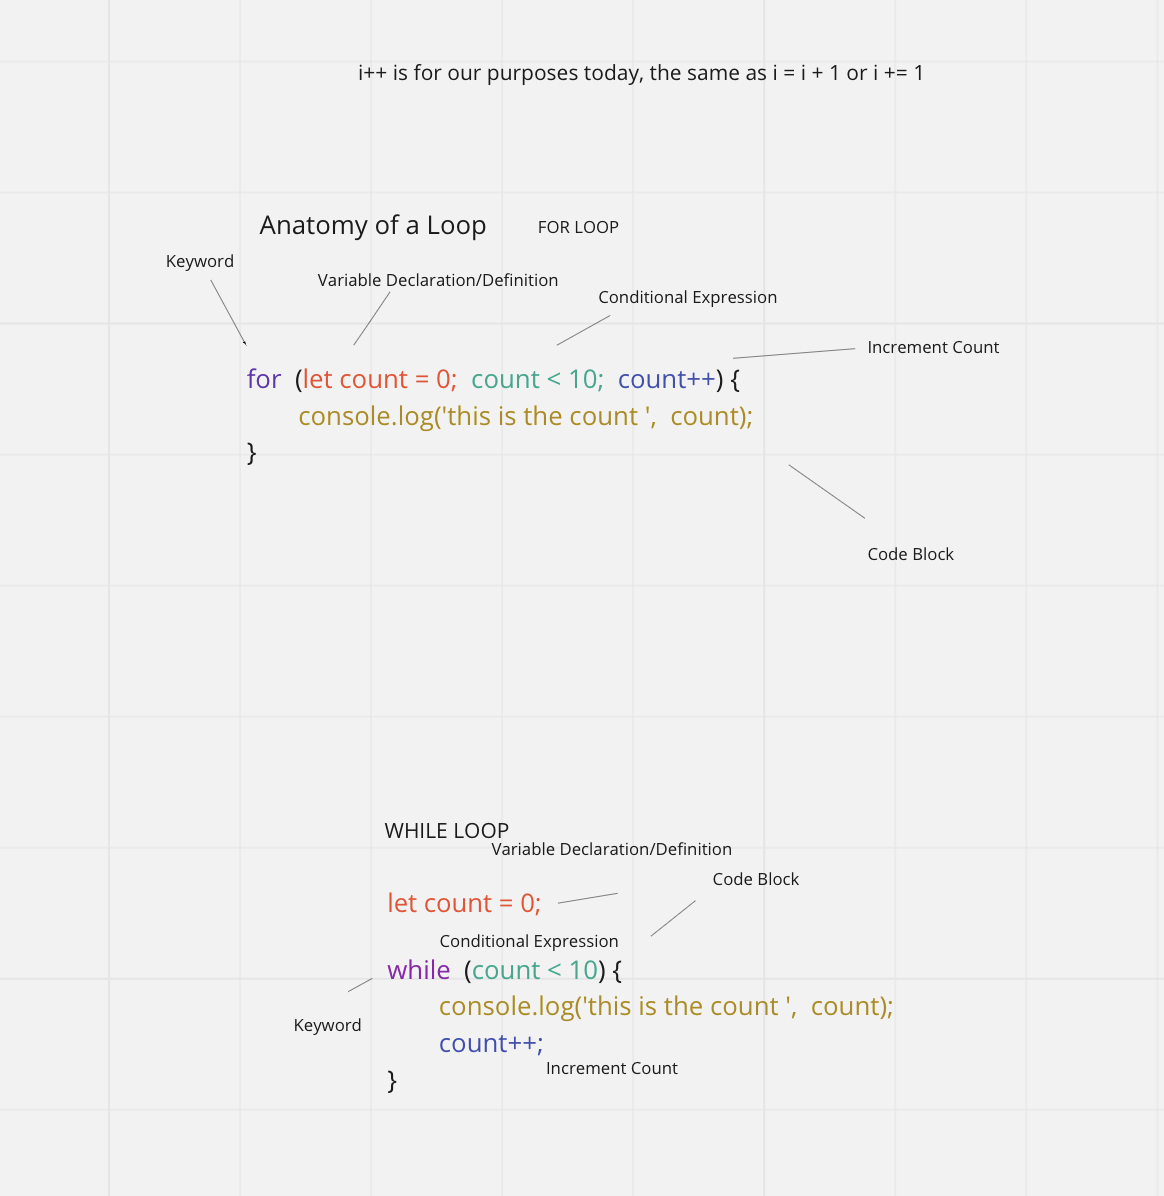 i++ is for our purposes today, the same as i = i + 1 or i += 1
Anatomy of a Loop
FOR LOOP
Keyword
Variable Declaration/Definition
Conditional Expression
Increment Count
for (let count = 0; count < 10; count++) {
console.log('this is the count ', count);
}
Code Block
WHILE LOOP
Variable Declaration/Definition
Code Block
let count = 0;
Conditional Expression
while (count < 10) {
console.log('this is the count ', count);
Keyword
count++;
Increment Count
}